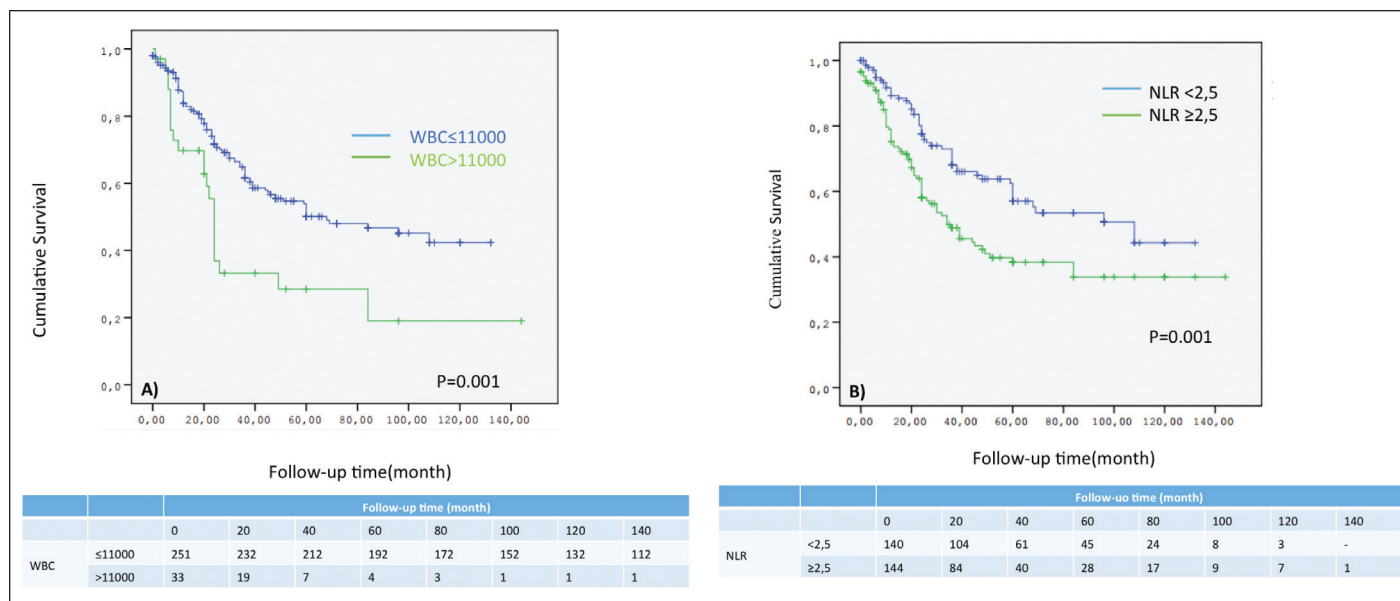 1,0
0,8
0,6
0,4
0,2
0,0
Cumulative Survival
WBC≤11000
WBC>11000
P=0.001
A)
0,00 20,00 40,00 60,00 80,00 100,00 120,00 140,00
Follow-up time(month)
Follow-up time (month)
0 20 40 60 80 100 120 140
WBC
≤11000 251 232 212 192 172 152 132 112
>11000 33 19 7 4 3 1 1 1
1,0
0,8
0,6
0,4
0,2
0,0
Cumulative Survival
NLR <2,5
NLR ≥2,5
P=0.001
B)
0,00 20,00 40,00 60,00 80,00 100,00 120,00 140,00
Follow-up time(month)
Follow-uo time (month)
0 20 40 60 80 100 120 140
NLR
<2,5 140 104 61 45 24 8 3 -
≥2,5 144 84 40 28 17 9 7 1